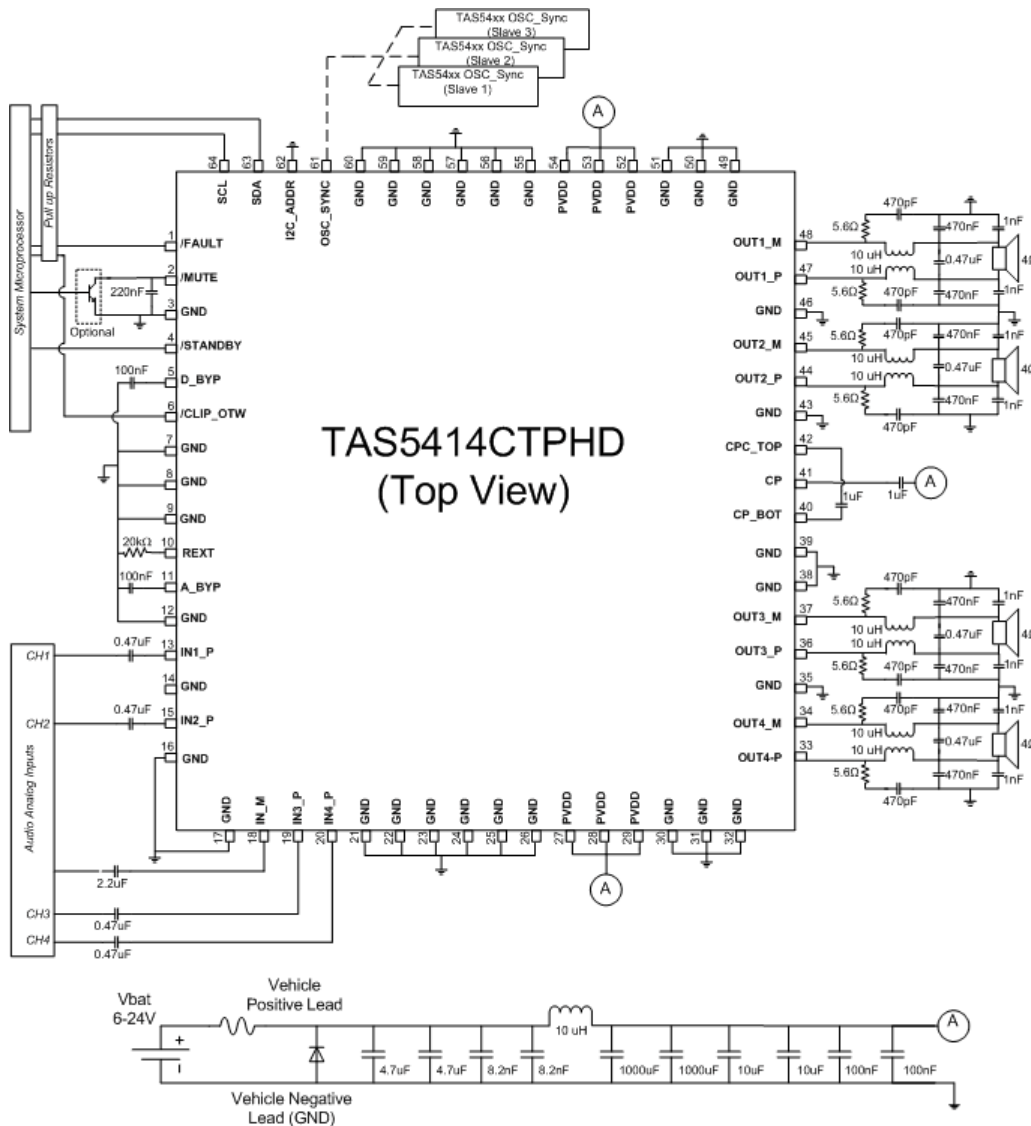 TAS54xx OSC_Sync
(Slave 3)
TAS54xx OSC_Sync
(Slave 2)
TAS54xx OSC_Sync
(Slave 1)
A
System Microprocessor
Pull up Resistors
64
63
62
61
60
59
58
57
56
55
54
53
52
51
50
49
SCL
SDA
I2C_ADDR
OSC_SYNC
GND
GND
GND
GND
GND
GND
PVDD
PVDD
PVDD
GND
GND
GND
1
/FAULT
2
/MUTE
220nF
3
GND
Optional
4
/STANDBY
100nF
5
D_BYP
6
/CLIP_OTW
7
GND
8
GND
9
GND
20kΩ
10
REXT
100nF
11
A_BYP
12
GND
TAS5414CTPHD
(Top View)
OUT1_M
48
OUT1_P
47
GND
46
OUT2_M
45
OUT2_P
44
GND
43
CPC_TOP
42
CP
41
CP_BOT
40
GND
39
GND
38
OUT3_M
37
OUT3_P
36
GND
35
OUT4_M
34
OUT4-P
33
470pF
5.6Ω
470nF
1nF
10 uH
0.47uF
4Ω
10 uH
5.6Ω
470pF
470nF
1nF
5.6Ω
470pF
470nF
1nF
10 uH
0.47uF
4Ω
10 uH
5.6Ω
470nF
1nF
470pF
1uF
1uF
A
470pF
5.6Ω
470nF
1nF
10 uH
0.47uF
4Ω
10 uH
5.6Ω
470nF
1nF
470pF
5.6Ω
470pF
470nF
1nF
10 uH
0.47uF
4Ω
10 uH
5.6Ω
470nF
1nF
470pF
Audio Analog Inputs
CH1
0.47uF
13
IN1_P
14
GND
CH2
0.47uF
15
IN2_P
16
GND
GND
IN_M
IN3_P
IN4_P
GND
GND
GND
GND
GND
GND
PVDD
PVDD
PVDD
GND
GND
GND
17
18
19
20
21
22
23
24
25
26
27
28
29
30
31
32
2.2uF
A
CH3
0.47uF
CH4
0.47uF
Vbat
6-24V
+
-
Vehicle
Positive Lead
10 uH
A
4.7uF
4.7uF
8.2nF
8.2nF
1000uF
1000uF
10uF
10uF
100nF
100nF
Vehicle Negative
Lead (GND)